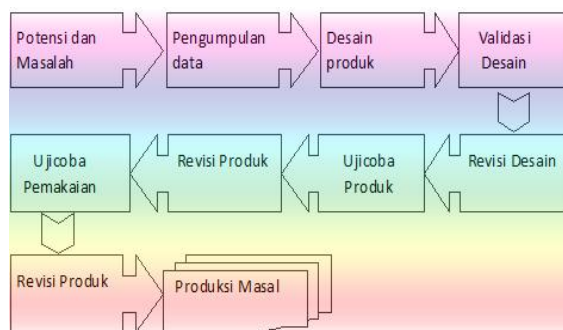 Potensi dan
Masalah
Pengumpulan
data
Desain
produk
Validasi
Desain
Revisi Desain
Ujicoba
Produk
Revisi Produk
Ujicoba
Pemakaian
Revisi Produk
Produksi Masal